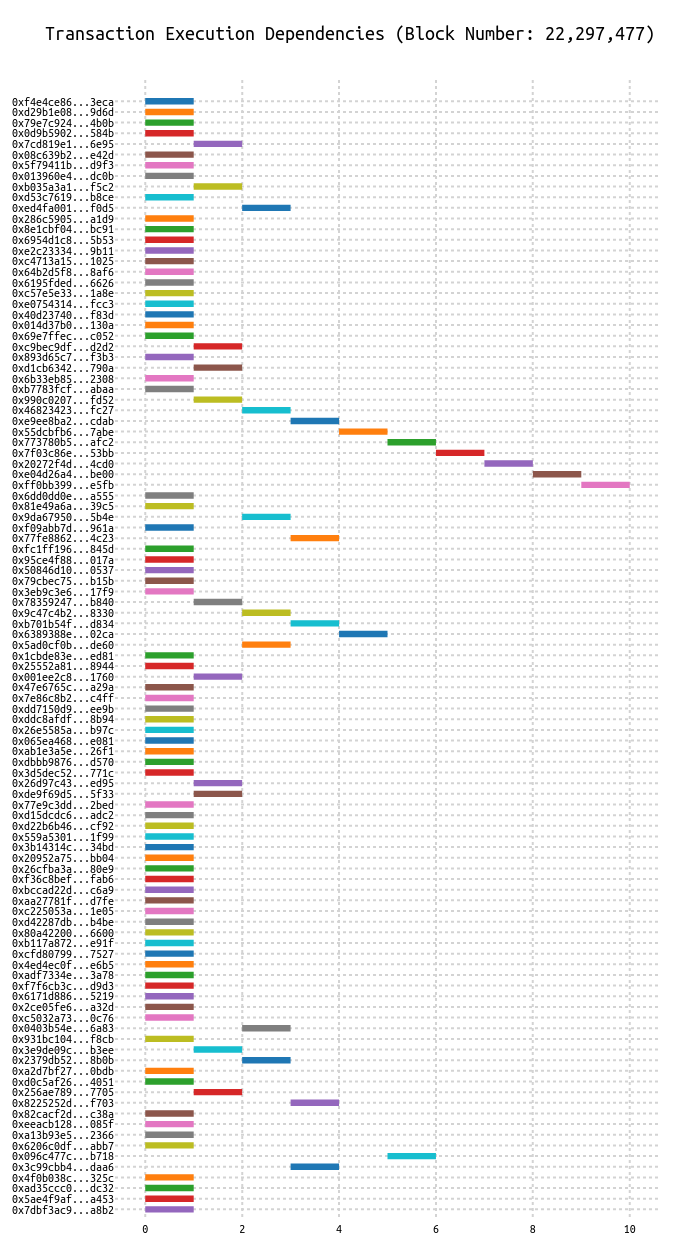 Transaction Execution Dependencies (Block Number: 22,297,477)
0xf4e4ce86...3eca
0xd29b1e08...9d6d
0x79e7c924...4b0b
0x0d9b5902...584b
0x7cd819e1...6e95
0x08c639b2...e42d
0x5f79411b...d9f3
0x013960e4...dc0b
0xb035a3a1...f5c2
0xd53c7619...b8ce
0xed4fa001...f0d5
0x286c5905...a1d9
0x8e1cbf04...bc91
0x6954d1c8...5b53
0xe2c23334...9b11
0xc4713a15...1025
0x64b2d5f8...8af6
0x6195fded...6626
0xc57e5e33...1a8e
0xe0754314...fcc3
0x40d23740...f83d
0x014d37b0...130a
0x69e7ffec...c052
0xc9bec9df...d2d2
0x893d65c7...f3b3
0xd1cb6342...790a
0x6b33eb85...2308
0xb7783fcf...abaa
0x990c0207...fd52
0x46823423...fc27
0xe9ee8ba2...cdab
0x55dcbfb6...7abe
0x773780b5...afc2
0x7f03c86e...53bb
0x20272f4d...4cd0
0xe04d26a4...be00
0xff0bb399...e5fb
0x6dd0dd0e...a555
0x81e49a6a...39c5
0x9da67950...5b4e
0xf09abb7d...961a
0x77fe8862...4c23
0xfc1ff196...845d
0x95ce4f88...017a
0x50846d10...0537
0x79cbec75...b15b
0x3eb9c3e6...17f9
0x78359247...b840
0x9c47c4b2...8330
0xb701b54f...d834
0x6389388e...02ca
0x5ad0cf0b...de60
0x1cbde83e...ed81
0x25552a81...8944
0x001ee2c8...1760
0x47e6765c...a29a
0x7e86c8b2...c4ff
0xdd7150d9...ee9b
0xddc8afdf...8b94
0x26e5585a...b97c
0x065ea468...e081
0xab1e3a5e...26f1
0xdbbb9876...d570
0x3d5dec52...771c
0x26d97c43...ed95
0xde9f69d5...5f33
0x77e9c3dd...2bed
0xd15dcdc6...adc2
0xd22b6b46...cf92
0x559a5301...1f99
0x3b14314c...34bd
0x20952a75...bb04
0x26cfba3a...80e9
0xf36c8bef...fab6
0xbccad22d...c6a9
0xaa27781f...d7fe
0xc225053a...1e05
0xd42287db...b4be
0x80a42200...6600
0xb117a872...e91f
0xcfd80799...7527
0x4ed4ec0f...e6b5
0xadf7334e...3a78
0xf7f6cb3c...d9d3
0x6171d886...5219
0x2ce05fe6...a32d
0xc5032a73...0c76
0x0403b54e...6a83
0x931bc104...f8cb
0x3e9de09c...b3ee
0x2379db52...8b0b
0xa2d7bf27...0bdb
0xd0c5af26...4051
0x256ae789...7705
0x8225252d...f703
0x82cacf2d...c38a
0xeeacb128...085f
0xa13b93e5...2366
0x6206c0df...abb7
0x096c477c...b718
0x3c99cbb4...daa6
0x4f0b038c...325c
0xad35ccc0...dc32
0x5ae4f9af...a453
0x7dbf3ac9...a8b2
0 2 4 6 8 10